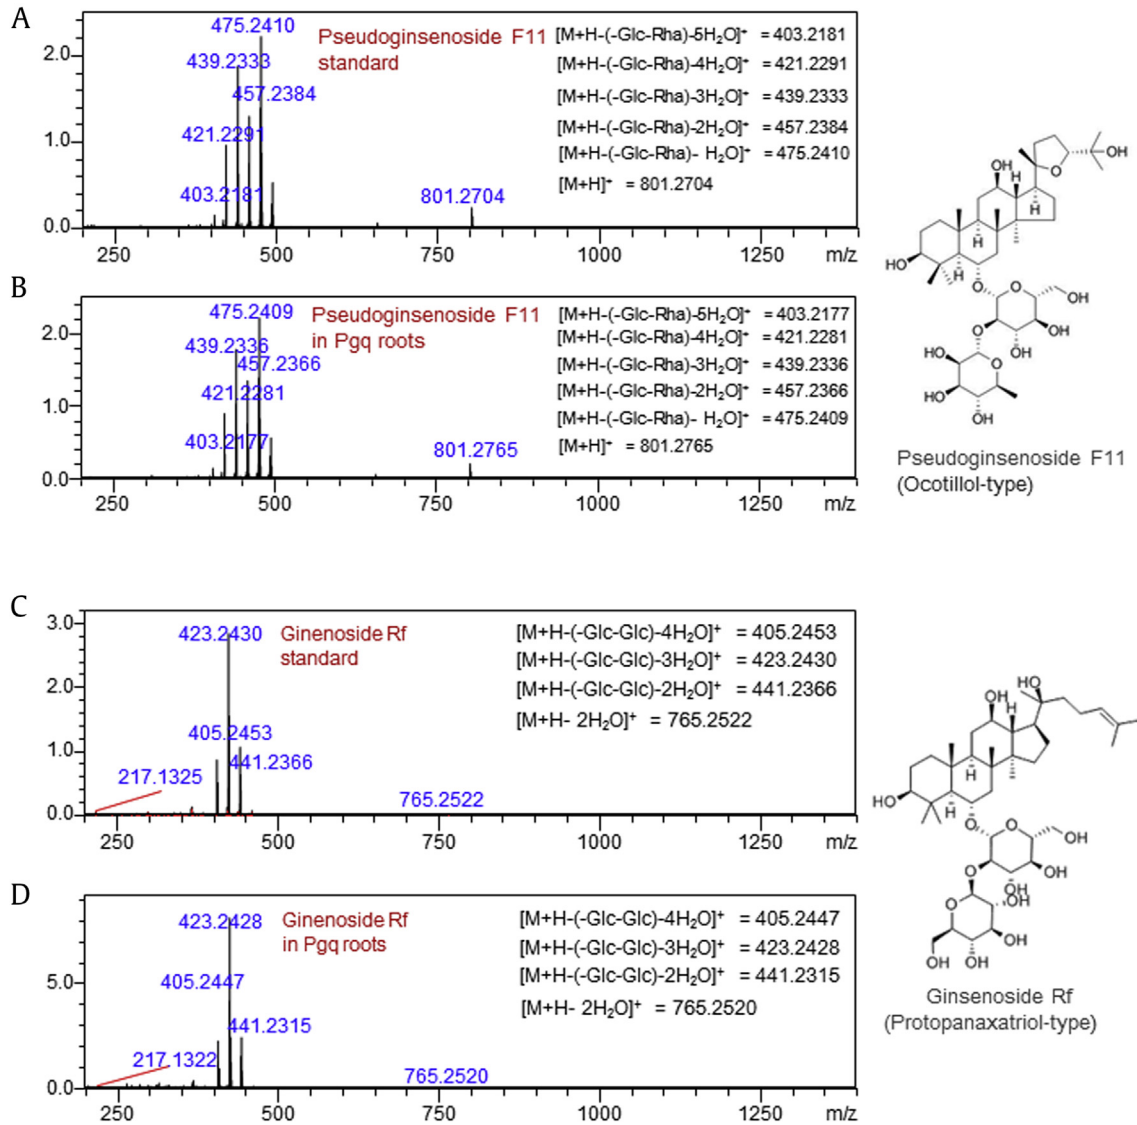 A
475.2410
Pseudoginsenoside F11
standard
439.2333
457.2384
421.2291
403.2181
801.2704
[M+H-(-Glc-Rha)-5H₂O]⁺ = 403.2181
[M+H-(-Glc-Rha)-4H₂O]⁺ = 421.2291
[M+H-(-Glc-Rha)-3H₂O]⁺ = 439.2333
[M+H-(-Glc-Rha)-2H₂O]⁺ = 457.2384
[M+H-(-Glc-Rha)- H₂O]⁺ = 475.2410
[M+H]⁺ = 801.2704
2.0
1.0
0.0
250 500 750 1000 1250 m/z
B
475.2409
Pseudoginsenoside F11
in Pgq roots
439.2336
457.2366
421.2281
403.2177
801.2765
[M+H-(-Glc-Rha)-5H₂O]⁺ = 403.2177
[M+H-(-Glc-Rha)-4H₂O]⁺ = 421.2281
[M+H-(-Glc-Rha)-3H₂O]⁺ = 439.2336
[M+H-(-Glc-Rha)-2H₂O]⁺ = 457.2366
[M+H-(-Glc-Rha)- H₂O]⁺ = 475.2409
[M+H]⁺ = 801.2765
2.0
1.0
0.0
250 500 750 1000 1250 m/z
OH
O
OH
H
H
H
HO
H
O
O
OH
OH
OH
O
HO
O
HO
OH
Pseudoginsenoside F11
(Ocotillol-type)
C
423.2430
Ginenoside Rf
standard
405.2453
441.2366
217.1325
765.2522
[M+H-(-Glc-Glc)-4H₂O]⁺ = 405.2453
[M+H-(-Glc-Glc)-3H₂O]⁺ = 423.2430
[M+H-(-Glc-Glc)-2H₂O]⁺ = 441.2366
[M+H- 2H₂O]⁺ = 765.2522
3.0
2.0
1.0
0.0
250 500 750 1000 1250 m/z
D
423.2428
Ginenoside Rf
in Pgq roots
405.2447
441.2315
217.1322
765.2520
[M+H-(-Glc-Glc)-4H₂O]⁺ = 405.2447
[M+H-(-Glc-Glc)-3H₂O]⁺ = 423.2428
[M+H-(-Glc-Glc)-2H₂O]⁺ = 441.2315
[M+H- 2H₂O]⁺ = 765.2520
5.0
0.0
250 500 750 1000 1250 m/z
HO
OH
H
H
H
HO
H
O
O
OH
OH
OH
O
OH
O
OH
OH
OH
Ginsenoside Rf
(Protopanaxatriol-type)